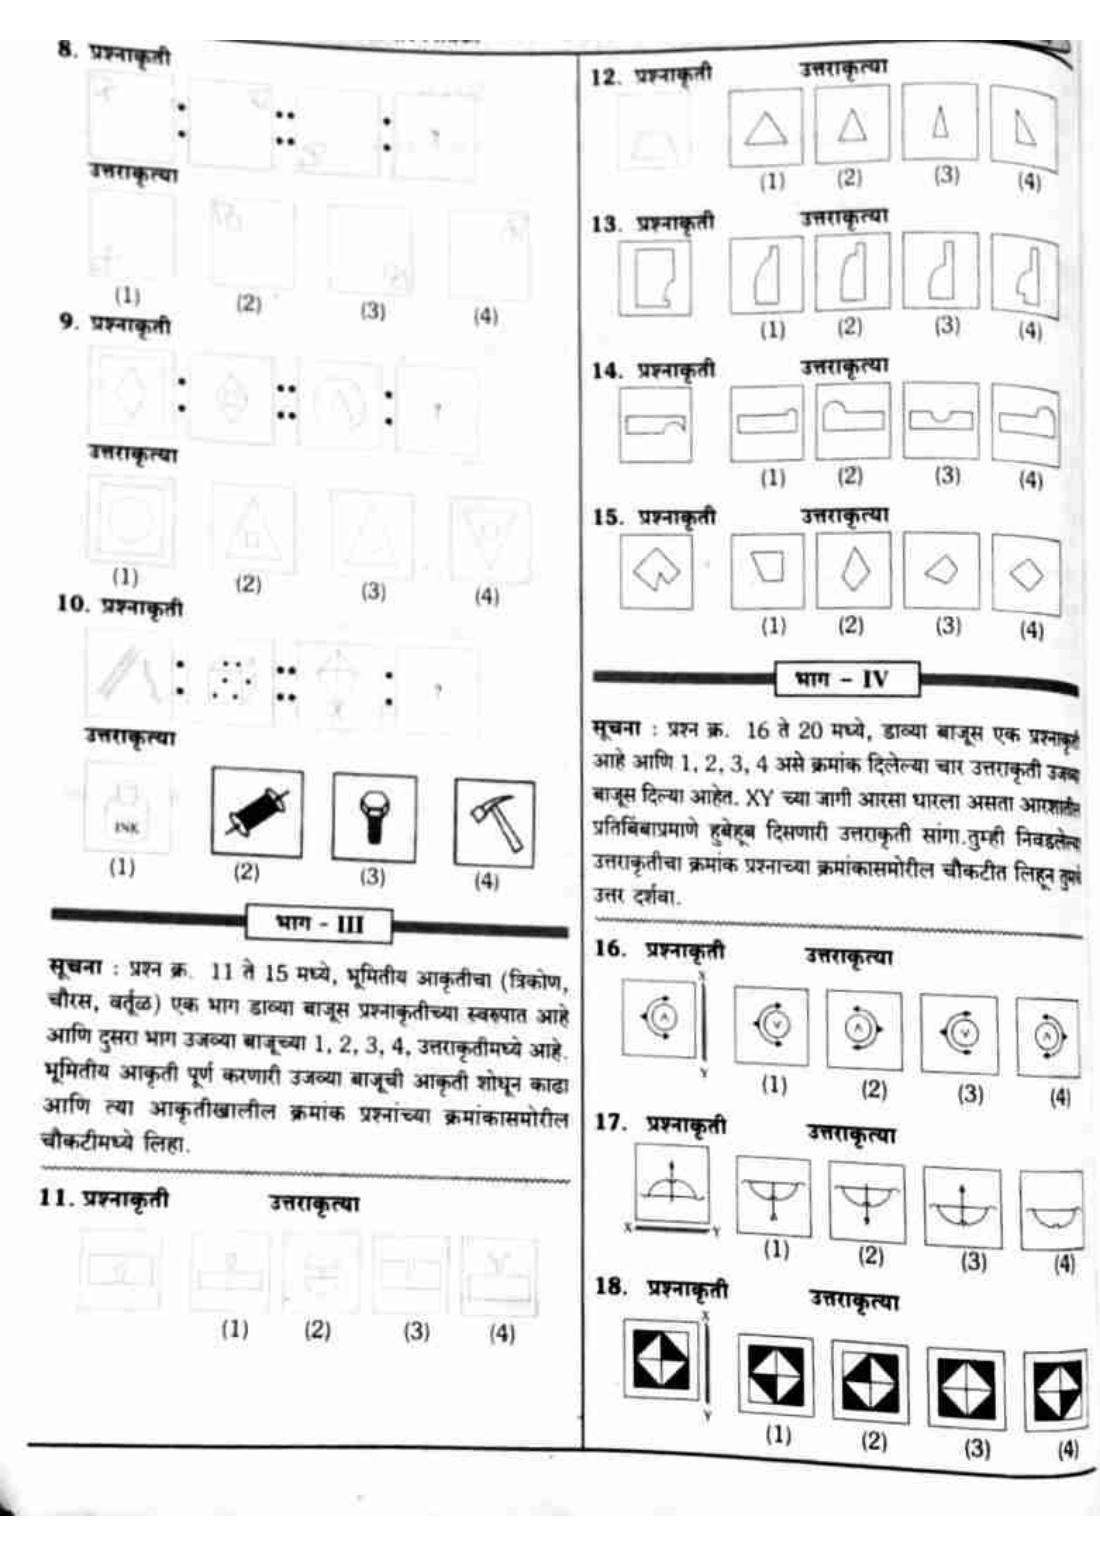 8. प्रश्नाकृती
?
उत्तराकृत्या
(1) (2) (3) (4)
9. प्रश्नाकृती
?
उत्तराकृत्या
(1) (2) (3) (4)
10. प्रश्नाकृती
?
उत्तराकृत्या
INK
(1) (2) (3) (4)
भाग - III
सूचना : प्रश्न क्र. 11 ते 15 मध्ये, भूमितीय आकृतीचा (त्रिकोण,
चौरस, वर्तूळ) एक भाग डाव्या बाजूस प्रश्नाकृतीच्या स्वरुपात आहे
आणि दुसरा भाग उजव्या बाजूच्या 1, 2, 3, 4, उत्तराकृतीमध्ये आहे.
भूमितीय आकृती पूर्ण करणारी उजव्या बाजूची आकृती शोधून काढा
आणि त्या आकृतीखालील क्रमांक प्रश्नांच्या क्रमांकासमोरील
चौकटीमध्ये लिहा.
11. प्रश्नाकृती उत्तराकृत्या
(1) (2) (3) (4)
12. प्रश्नाकृती उत्तराकृत्या
(1) (2) (3) (4)
13. प्रश्नाकृती उत्तराकृत्या
(1) (2) (3) (4)
14. प्रश्नाकृती उत्तराकृत्या
(1) (2) (3) (4)
15. प्रश्नाकृती उत्तराकृत्या
(1) (2) (3) (4)
भाग - IV
सूचना : प्रश्न क्र. 16 ते 20 मध्ये, डाव्या बाजूस एक प्रश्नाकृती
आहे आणि 1, 2, 3, 4 असे क्रमांक दिलेल्या चार उत्तराकृती उजव्या
बाजूस दिल्या आहेत. XY च्या जागी आरसा धारला असता आरशातील
प्रतिबिंबाप्रमाणे हुबेहूब दिसणारी उत्तराकृती सांगा.तुम्ही निवडलेल्या
उत्तराकृतीचा क्रमांक प्रश्नाच्या क्रमांकासमोरील चौकटीत लिहून तुमचे
उत्तर दर्शवा.
16. प्रश्नाकृती उत्तराकृत्या
X
Y
(1) (2) (3) (4)
17. प्रश्नाकृती उत्तराकृत्या
X Y
(1) (2) (3) (4)
18. प्रश्नाकृती उत्तराकृत्या
X
Y
(1) (2) (3) (4)